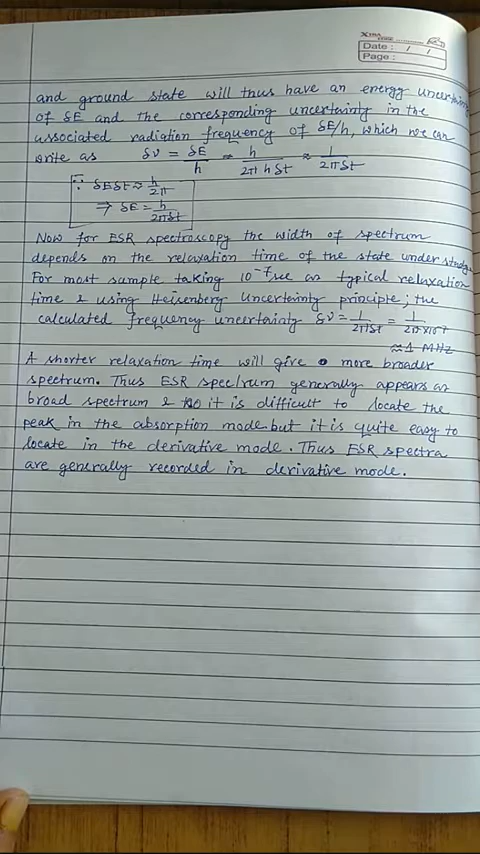 Date : / /
Page :
and ground state will thus have an energy uncertainty
of δE and the corresponding uncertainty in the
associated radiation frequency of δE/h, which we can
write as δν = δE/h = h/2π h δt ≈ 1/2πδt
∵ δEδt ≈ h/2π
⇒ δE = h/2πδt
Now for ESR spectroscopy the width of spectrum
depends on the relaxation time of the state under study.
For most sample taking 10⁻⁷sec as typical relaxation
time & using Heisenberg Uncertainty principle; the
calculated frequency uncertainty δν = 1/2πδt = 1/2π×10⁻⁷
≈ 1 MHz
A shorter relaxation time will give more broader
spectrum. Thus ESR spectrum generally appears as
broad spectrum & so it is difficult to locate the
peak in the absorption mode but it is quite easy to
locate in the derivative mode. Thus ESR spectra
are generally recorded in derivative mode.